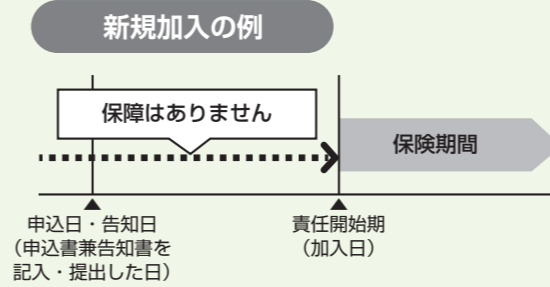 新規加入の例
保障はありません
保険期間
申込日・告知日
（申込書兼告知書を
記入・提出した日）
責任開始期
（加入日）